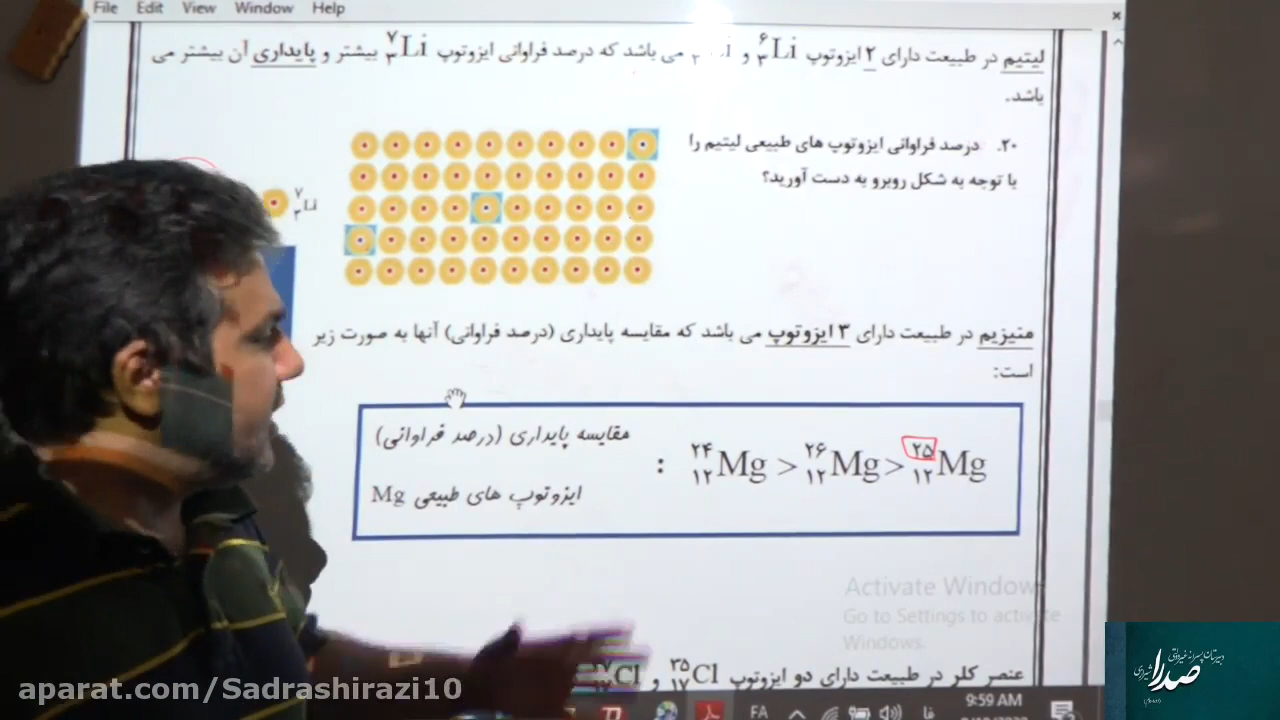 File Edit View Window Help
لیتیم در طبیعت دارای ۲ ایزوتوپ ⁶₃Li و Li می باشد که درصد فراوانی ایزوتوپ ⁷₃Li بیشتر و پایداری آن بیشتر می
باشد.
۲۰. درصد فراوانی ایزوتوپ های طبیعی لیتیم را
با توجه به شکل روبرو به دست آورید؟
⁷₃Li
منیزیم در طبیعت دارای ۳ ایزوتوپ می باشد که مقایسه پایداری (درصد فراوانی) آنها به صورت زیر
است:
مقایسه پایداری (درصد فراوانی)
ایزوتوپ های طبیعی Mg
: ²⁴₁₂Mg > ²⁶₁₂Mg > ²⁵₁₂Mg
Activate Windows
Go to Settings to activate
Windows.
عنصر کلر در طبیعت دارای دو ایزوتوپ ³⁵₁₇Cl و Cl
9:59 AM
FA
فا
aparat.com/Sadrashirazi10
صدرا